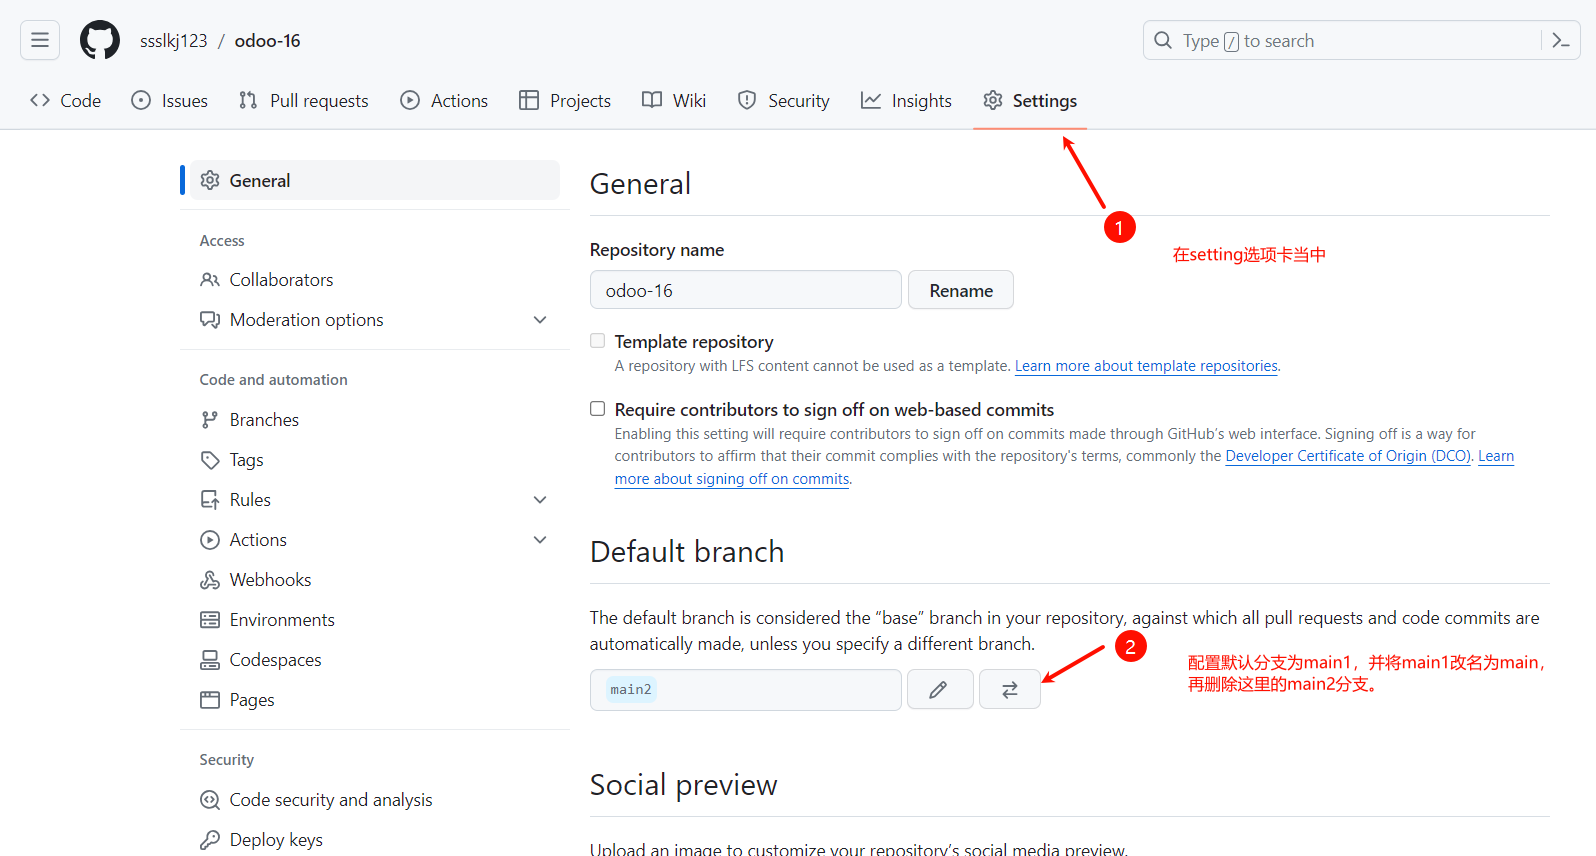 ssslkj123 / odoo-16
Type / to search
Code
Issues
Pull requests
Actions
Projects
Wiki
Security
Insights
Settings
General
Access
Collaborators
Moderation options
Code and automation
Branches
Tags
Rules
Actions
Webhooks
Environments
Codespaces
Pages
Security
Code security and analysis
Deploy keys
General
1
在setting选项卡当中
Repository name
odoo-16
Rename
Template repository
A repository with LFS content cannot be used as a template. Learn more about template repositories.
Require contributors to sign off on web-based commits
Enabling this setting will require contributors to sign off on commits made through GitHub’s web interface. Signing off is a way for
contributors to affirm that their commit complies with the repository's terms, commonly the Developer Certificate of Origin (DCO). Learn
more about signing off on commits.
Default branch
The default branch is considered the “base” branch in your repository, against which all pull requests and code commits are
automatically made, unless you specify a different branch.
2
main2
配置默认分支为main1，并将main1改名为main，
再删除这里的main2分支。
Social preview
Upload an image to customize your repository’s social media preview.